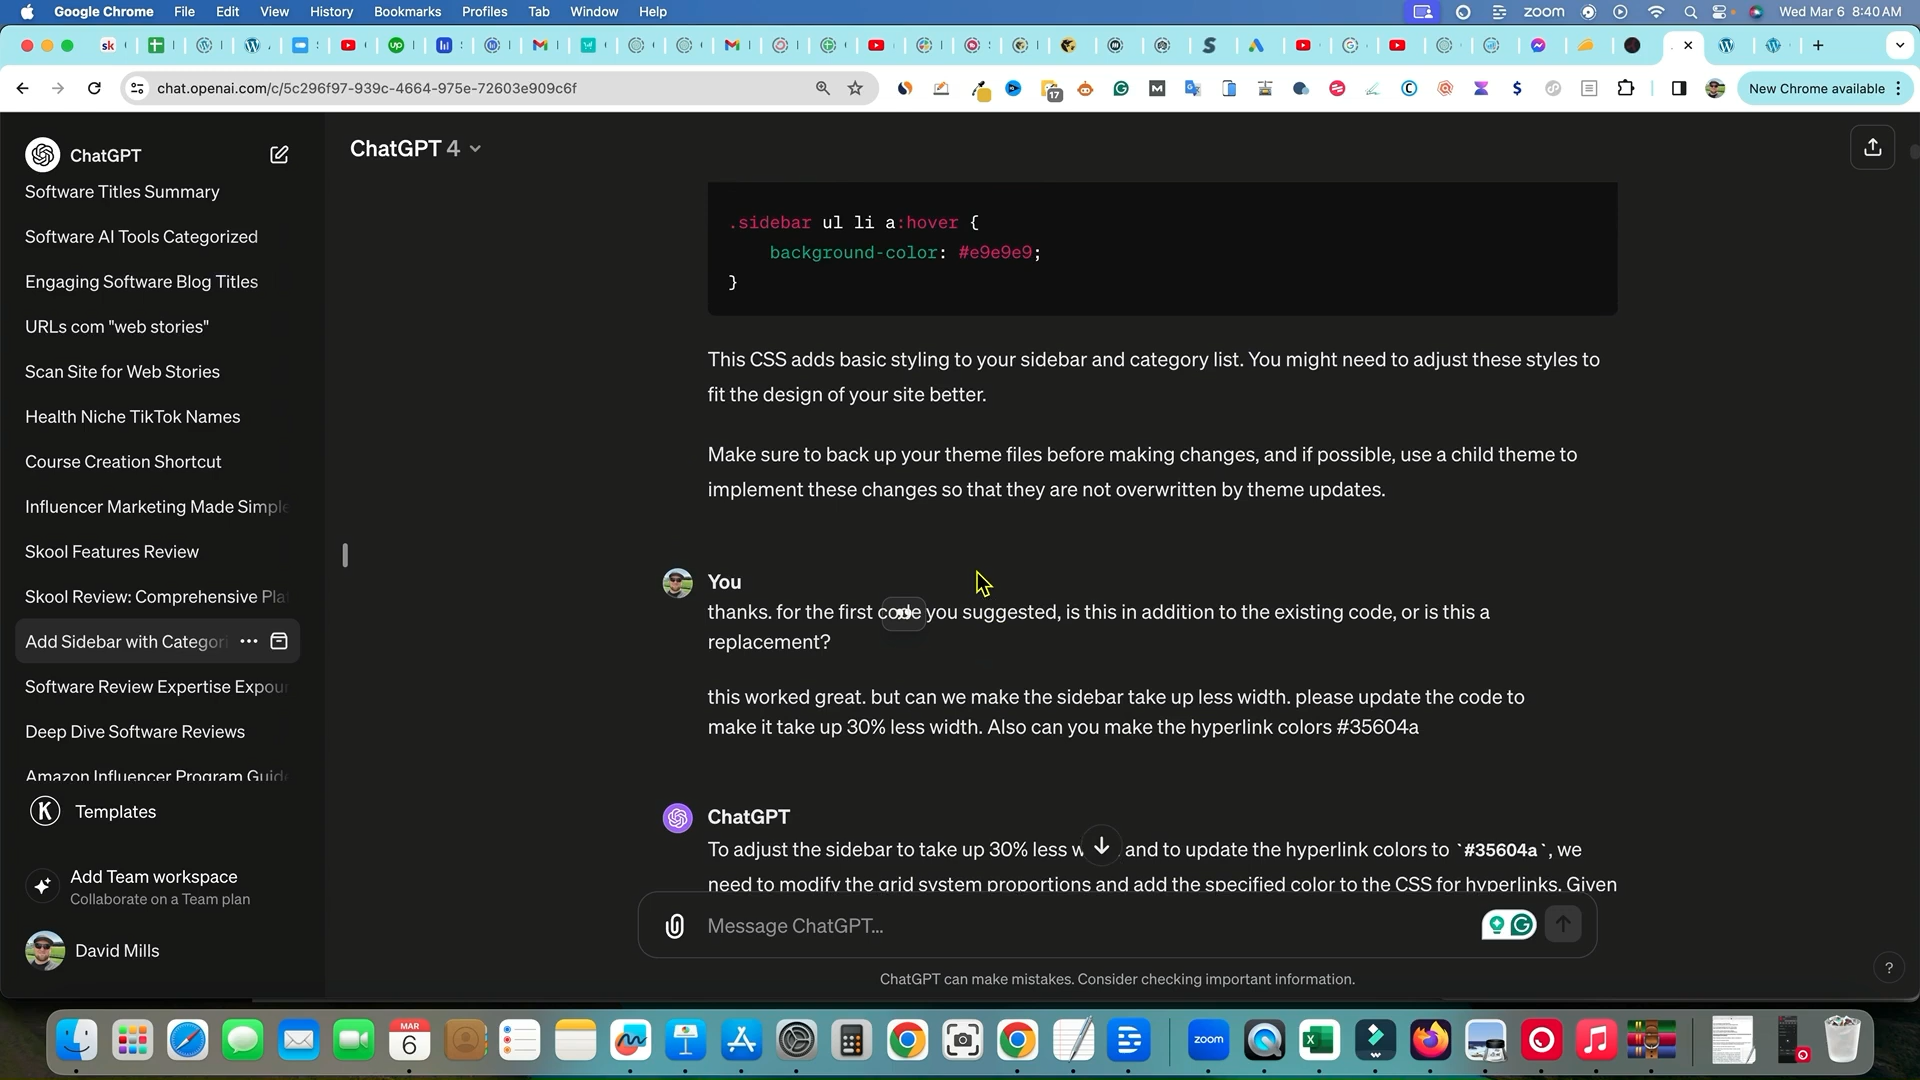 Google Chrome File Edit View History Bookmarks Profiles Tab Window Help zoom Wed Mar 6 8:40 AM
chat.openai.com/c/5c296f97-939c-4664-975e-72603e909c6f 17 New Chrome available
ChatGPT
Software Titles Summary
Software AI Tools Categorized
Engaging Software Blog Titles
URLs com "web stories"
Scan Site for Web Stories
Health Niche TikTok Names
Course Creation Shortcut
Influencer Marketing Made Simple
Skool Features Review
Skool Review: Comprehensive Pla
Add Sidebar with Categori
Software Review Expertise Expou
Deep Dive Software Reviews
Amazon Influencer Program Guide
Templates
Add Team workspace
Collaborate on a Team plan
David Mills
ChatGPT 4
.sidebar ul li a:hover {
background-color: #e9e9e9;
}
This CSS adds basic styling to your sidebar and category list. You might need to adjust these styles to
fit the design of your site better.
Make sure to back up your theme files before making changes, and if possible, use a child theme to
implement these changes so that they are not overwritten by theme updates.
You
thanks. for the first code you suggested, is this in addition to the existing code, or is this a
replacement?
this worked great. but can we make the sidebar take up less width. please update the code to
make it take up 30% less width. Also can you make the hyperlink colors #35604a
ChatGPT
To adjust the sidebar to take up 30% less w and to update the hyperlink colors to `#35604a`, we
need to modify the grid system proportions and add the specified color to the CSS for hyperlinks. Given
Message ChatGPT...
ChatGPT can make mistakes. Consider checking important information.
?
MAR
6
zoom